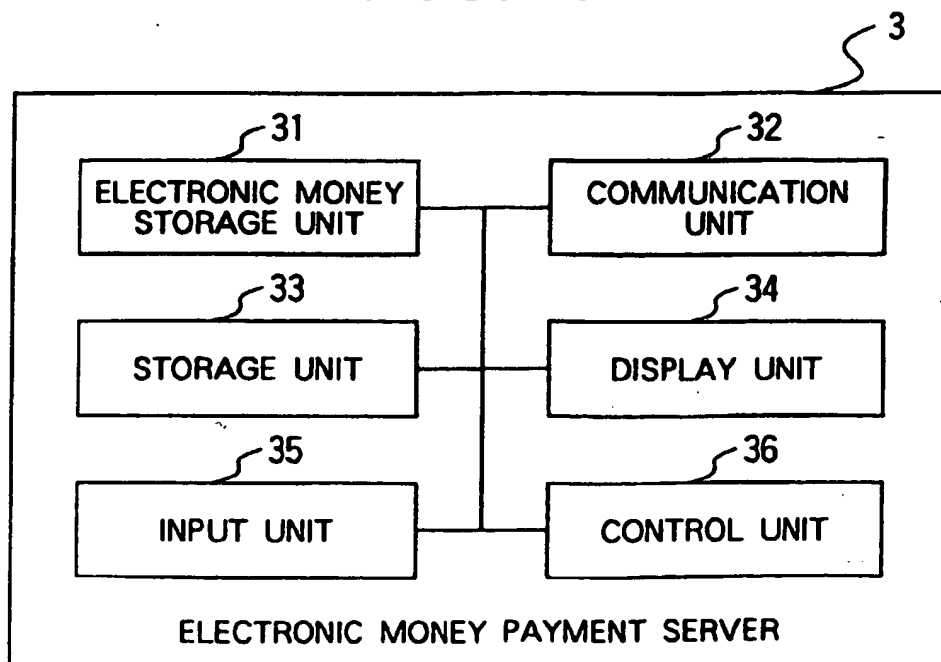 3
31
32
ELECTRONIC MONEY
STORAGE UNIT
COMMUNICATION
UNIT
33
34
STORAGE UNIT
DISPLAY UNIT
35
36
INPUT UNIT
CONTROL UNIT
ELECTRONIC MONEY PAYMENT SERVER